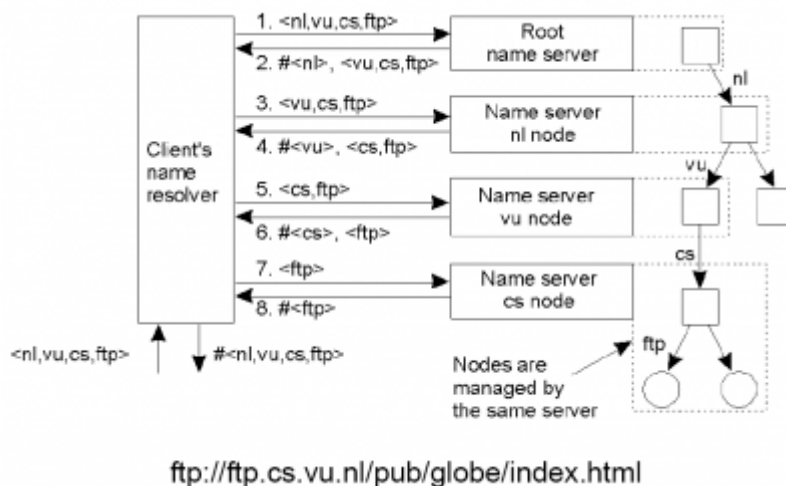 1. <nl,vu,cs,ftp>
2. #<nl>, <vu,cs,ftp>
Root
name server
nl
3. <vu,cs,ftp>
4. #<vu>, <cs,ftp>
Name server
nl node
vu
Client's
name
resolver
5. <cs,ftp>
6. #<cs>, <ftp>
Name server
vu node
cs
7. <ftp>
8. #<ftp>
Name server
cs node
ftp
<nl,vu,cs,ftp>
#<nl,vu,cs,ftp>
Nodes are
managed by
the same server
ftp://ftp.cs.vu.nl/pub/globe/index.html